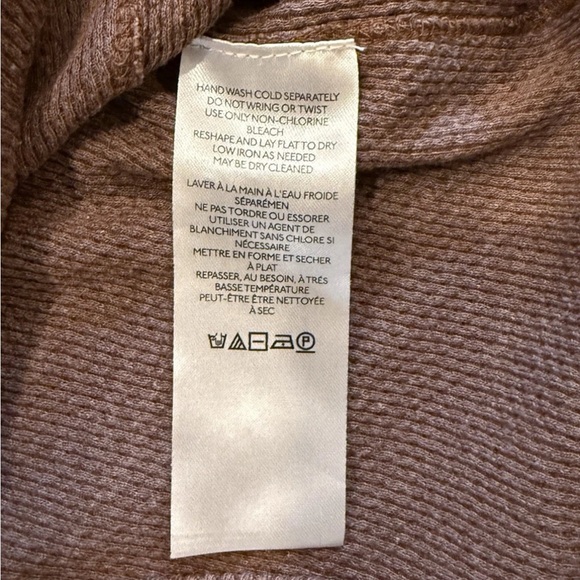 HAND WASH COLD SEPARATELY
DO NOT WRING OR TWIST
USE ONLY NON-CHLORINE
BLEACH
RESHAPE AND LAY FLAT TO DRY
LOW IRON AS NEEDED
MAY BE DRY CLEANED
LAVER À LA MAIN À L'EAU FROIDE
SÉPARÉMEN
NE PAS TORDRE OU ESSORER
UTILISER UN AGENT DE
BLANCHIMENT SANS CHLORE SI
NÉCESSAIRE
METTRE EN FORME ET SECHER
À PLAT
REPASSER, AU BESOIN, À TRÉS
BASSE TEMPÉRATURE
PEUT-ÊTRE ÊTRE NETTOYÉE
À SEC
P